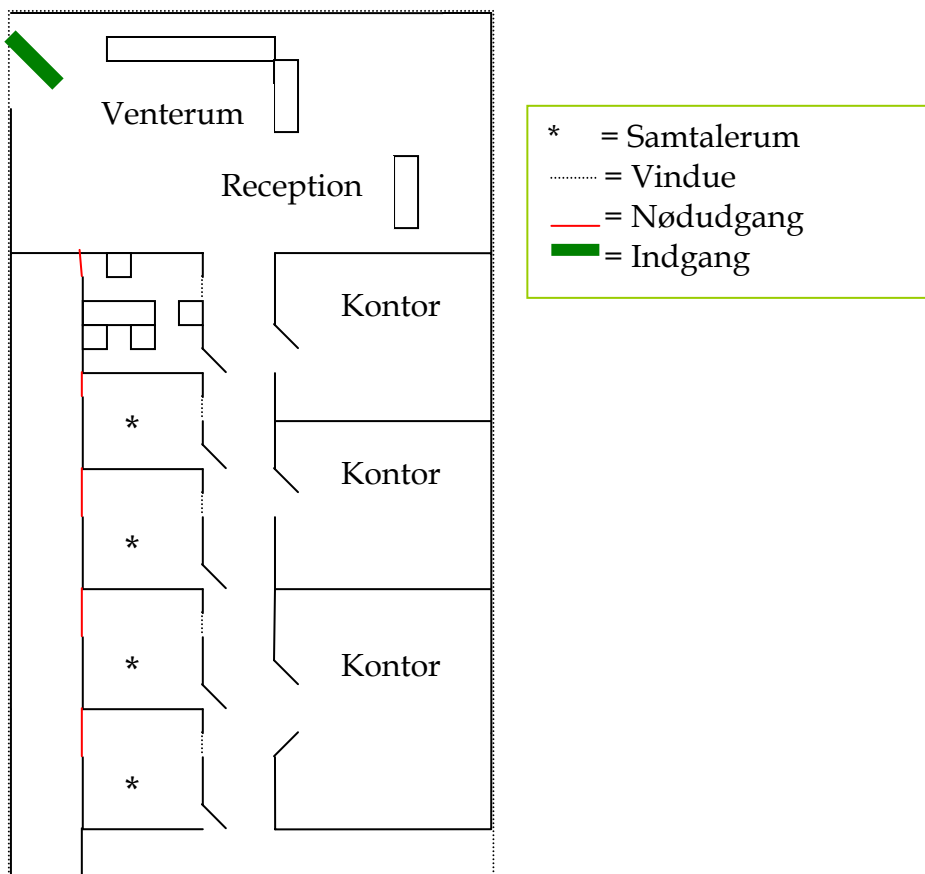 Venterum
Reception
Kontor
*
Kontor
*
*
Kontor
*
* = Samtalerum
= Vindue
= Nødudgang
= Indgang